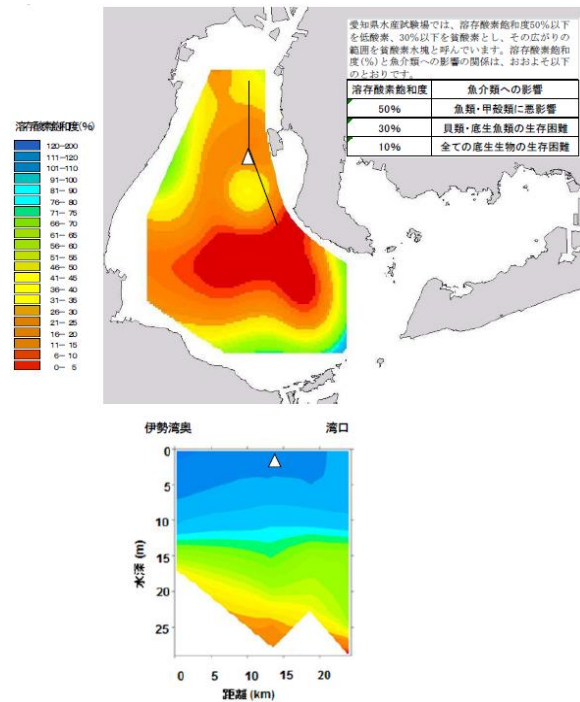 愛知県水産試験場では、溶存酸素飽和度50%以下
を低酸素、30%以下を貧酸素とし、その広がりの
範囲を貧酸素水塊と呼んでいます。溶存酸素飽和
度(%)と魚介類への影響の関係は、おおよそ以下
のとおりです。
溶存酸素飽和度 魚介類への影響
50% 魚類・甲殻類に悪影響
30% 貝類・底生魚類の生存困難
10% 全ての底生生物の生存困難
溶存酸素飽和度(%)
120-200
111-120
101-110
91-100
81- 90
76- 80
71- 75
66- 70
61- 65
56- 60
51- 55
46- 50
41- 45
36- 40
31- 35
26- 30
21- 25
16- 20
11- 15
6- 10
0- 5
伊勢湾奥 湾口
水深 (m)
0
5
10
15
20
25
0 5 10 15 20
距離 (km)